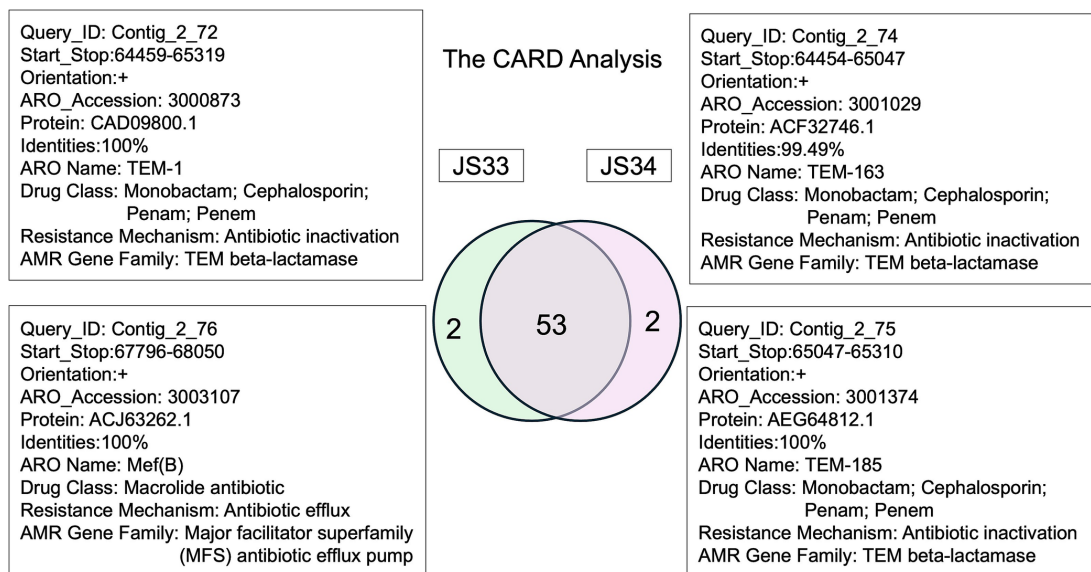 Query_ID: Contig_2_72
Start_Stop:64459-65319
Orientation:+
ARO_Accession: 3000873
Protein: CAD09800.1
Identities:100%
ARO Name: TEM-1
Drug Class: Monobactam; Cephalosporin;
Penam; Penem
Resistance Mechanism: Antibiotic inactivation
AMR Gene Family: TEM beta-lactamase
Query_ID: Contig_2_76
Start_Stop:67796-68050
Orientation:+
ARO_Accession: 3003107
Protein: ACJ63262.1
Identities:100%
ARO Name: Mef(B)
Drug Class: Macrolide antibiotic
Resistance Mechanism: Antibiotic efflux
AMR Gene Family: Major facilitator superfamily
(MFS) antibiotic efflux pump
The CARD Analysis
JS33
JS34
2
53
2
Query_ID: Contig_2_74
Start_Stop:64454-65047
Orientation:+
ARO_Accession: 3001029
Protein: ACF32746.1
Identities:99.49%
ARO Name: TEM-163
Drug Class: Monobactam; Cephalosporin;
Penam; Penem
Resistance Mechanism: Antibiotic inactivation
AMR Gene Family: TEM beta-lactamase
Query_ID: Contig_2_75
Start_Stop:65047-65310
Orientation:+
ARO_Accession: 3001374
Protein: AEG64812.1
Identities:100%
ARO Name: TEM-185
Drug Class: Monobactam; Cephalosporin;
Penam; Penem
Resistance Mechanism: Antibiotic inactivation
AMR Gene Family: TEM beta-lactamase